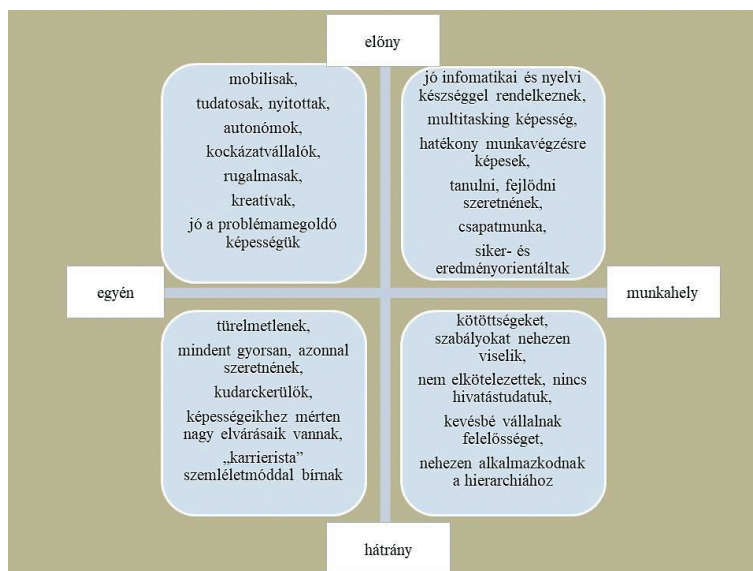 előny
mobilisak,
tudatosak, nyitottak,
autonómok,
kockázatvállalók,
rugalmasak,
kreatívak,
jó a problémamegoldó
képességük
jó infomatikai és nyelvi
készséggel rendelkeznek,
multitasking képesség,
hatékony munkavégzésre
képesek,
tanulni, fejlődni
szeretnének,
csapatmunka,
siker- és
eredményorientáltak
egyén
munkahely
türelmetlenek,
mindent gyorsan, azonnal
szeretnének,
kudarckerülők,
képességeikhez mérten
nagy elvárásaik vannak,
„karrierista”
szemléletmóddal bírnak
kötöttségeket,
szabályokat nehezen
viselik,
nem elkötelezettek, nincs
hivatástudatuk,
kevésbé vállalnak
felelősséget,
nehezen alkalmazkodnak
a hierarchiához
hátrány